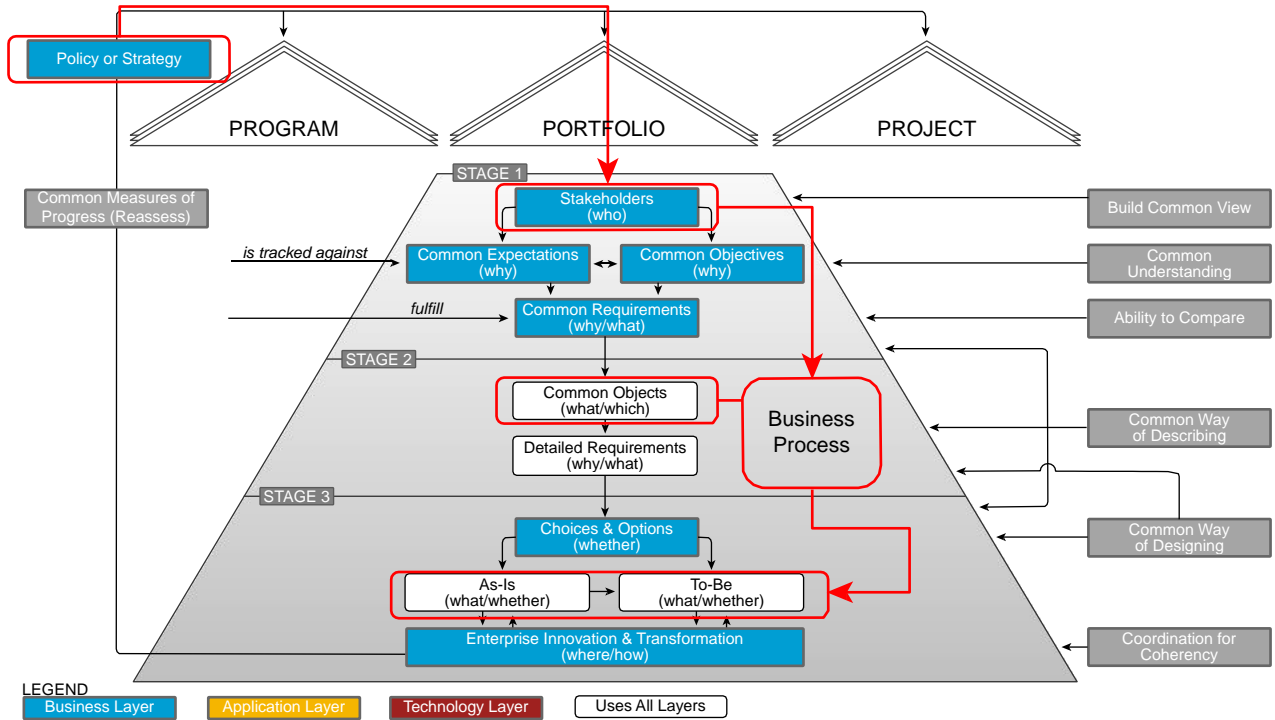 Policy or Strategy
PROGRAM
PORTFOLIO
PROJECT
STAGE 1
Common Measures of
Progress (Reassess)
Stakeholders
(who)
Build Common View
is tracked against
Common Expectations
(why)
Common Objectives
(why)
Common
Understanding
fulfill
Common Requirements
(why/what)
Ability to Compare
STAGE 2
Common Objects
(what/which)
Business
Process
Common Way
of Describing
Detailed Requirements
(why/what)
STAGE 3
Choices & Options
(whether)
Common Way
of Designing
As-Is
(what/whether)
To-Be
(what/whether)
Enterprise Innovation & Transformation
(where/how)
Coordination for
Coherency
LEGEND
Business Layer
Application Layer
Technology Layer
Uses All Layers